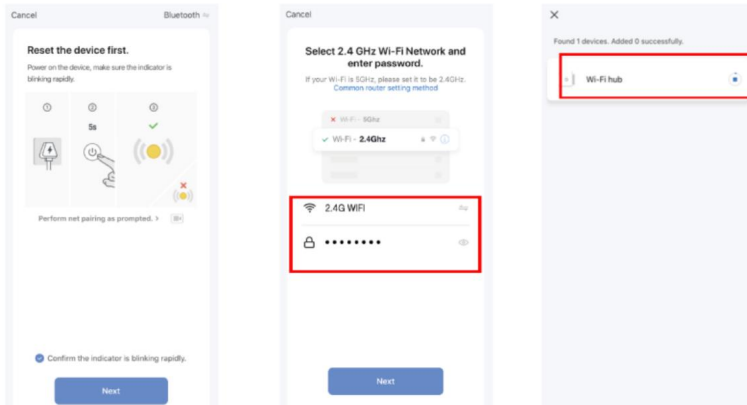 Cancel
Bluetooth
Reset the device first.
Power on the device, make sure the indicator is
blinking rapidly.
1
2
3
5s
Perform net pairing as prompted. >
Confirm the indicator is blinking rapidly.
Next
Cancel
Select 2.4 GHz Wi-Fi Network and
enter password.
If your Wi-Fi is 5GHz, please set it to be 2.4GHz.
Common router setting method
Wi-Fi - 5Ghz
Wi-Fi - 2.4Ghz
2.4G WIFI
Next
Found 1 devices. Added 0 successfully.
Wi-Fi hub